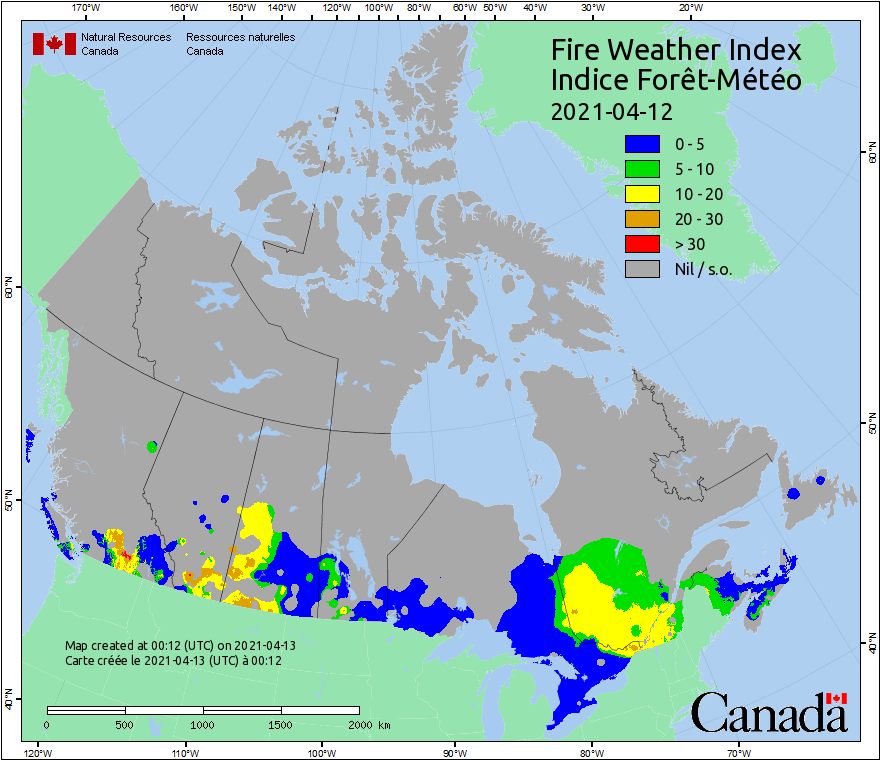 170°W 160°W 150°W 140°W 130°W 120°W 110°W 100°W 90°W 80°W 60°W 50°W 40°W 30°W 20°W
Natural Resources Ressources naturelles
Canada Canada
Fire Weather Index
Indice Forêt-Météo
2021-04-12
0 - 5
5 - 10
10 - 20
20 - 30
> 30
Nil / s.o.
60°N
60°N
50°N
50°N
40°N
40°N
Map created at 00:12 (UTC) on 2021-04-13
Carte créée le 2021-04-13 (UTC) à 00:12
0 500 1000 1500 2000 km
Canada
120°W 110°W 100°W 90°W 80°W 70°W